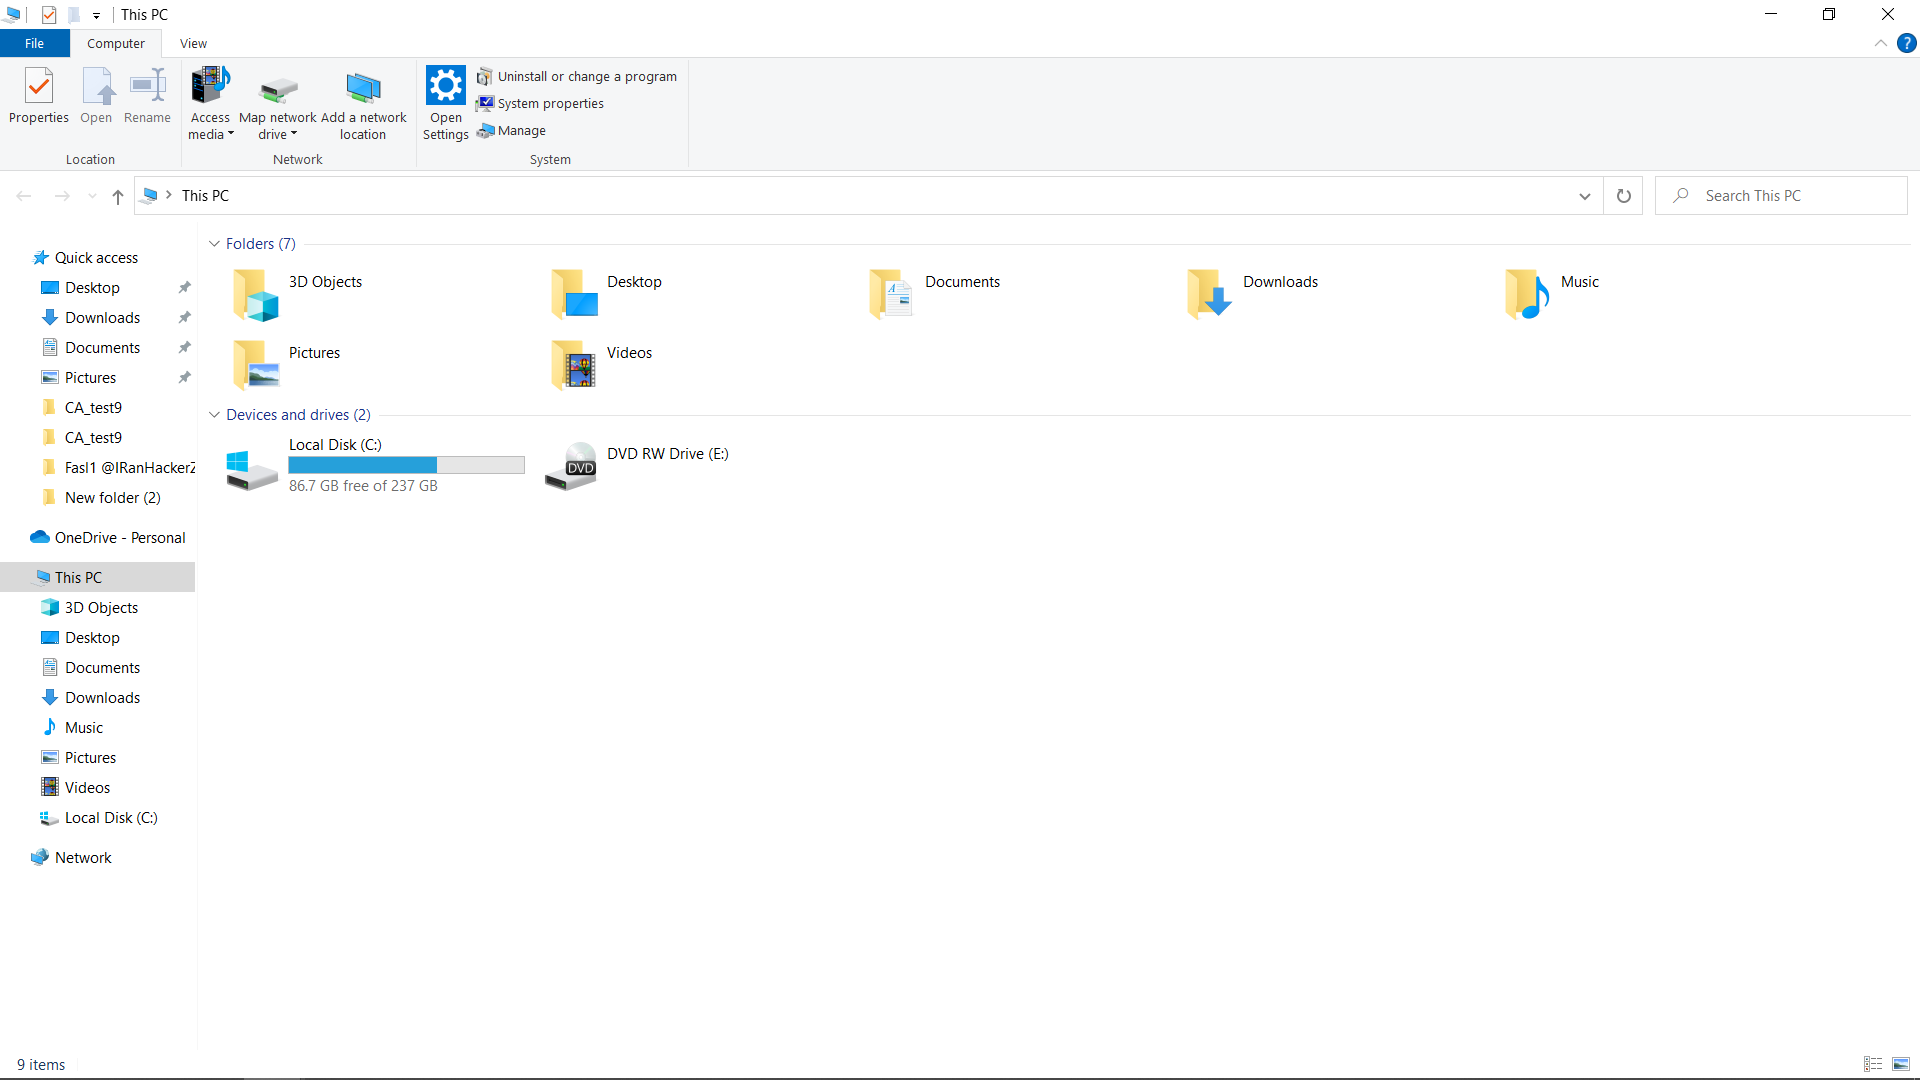 This PC
File
Computer
View
Properties
Open
Rename
Access
media
Map network
drive
Add a network
location
Open
Settings
Uninstall or change a program
System properties
Manage
Location
Network
System
This PC
Search This PC
Quick access
Desktop
Downloads
Documents
Pictures
CA_test9
CA_test9
Fasl1 @IRanHackerZ
New folder (2)
OneDrive - Personal
This PC
3D Objects
Desktop
Documents
Downloads
Music
Pictures
Videos
Local Disk (C:)
Network
Folders (7)
3D Objects
Desktop
Documents
Downloads
Music
Pictures
Videos
Devices and drives (2)
Local Disk (C:)
86.7 GB free of 237 GB
DVD
DVD RW Drive (E:)
9 items